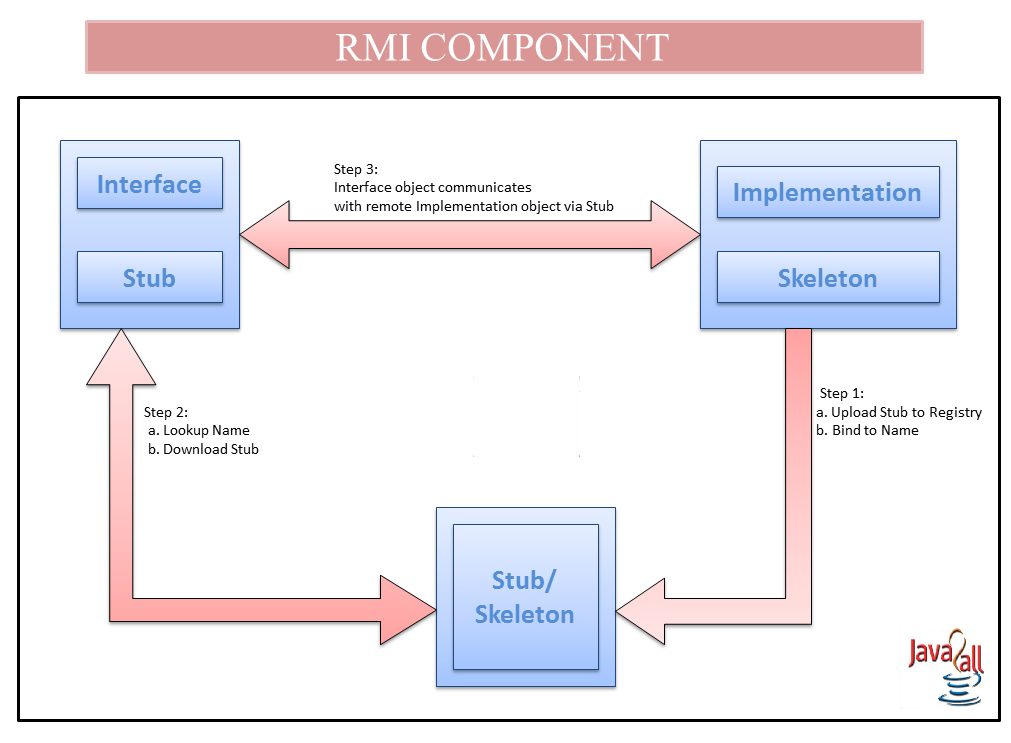 RMI COMPONENT
Interface
Stub
Step 3:
Interface object communicates
with remote Implementation object via Stub
Implementation
Skeleton
Step 2:
a. Lookup Name
b. Download Stub
Step 1:
a. Upload Stub to Registry
b. Bind to Name
Stub/
Skeleton
Java2all